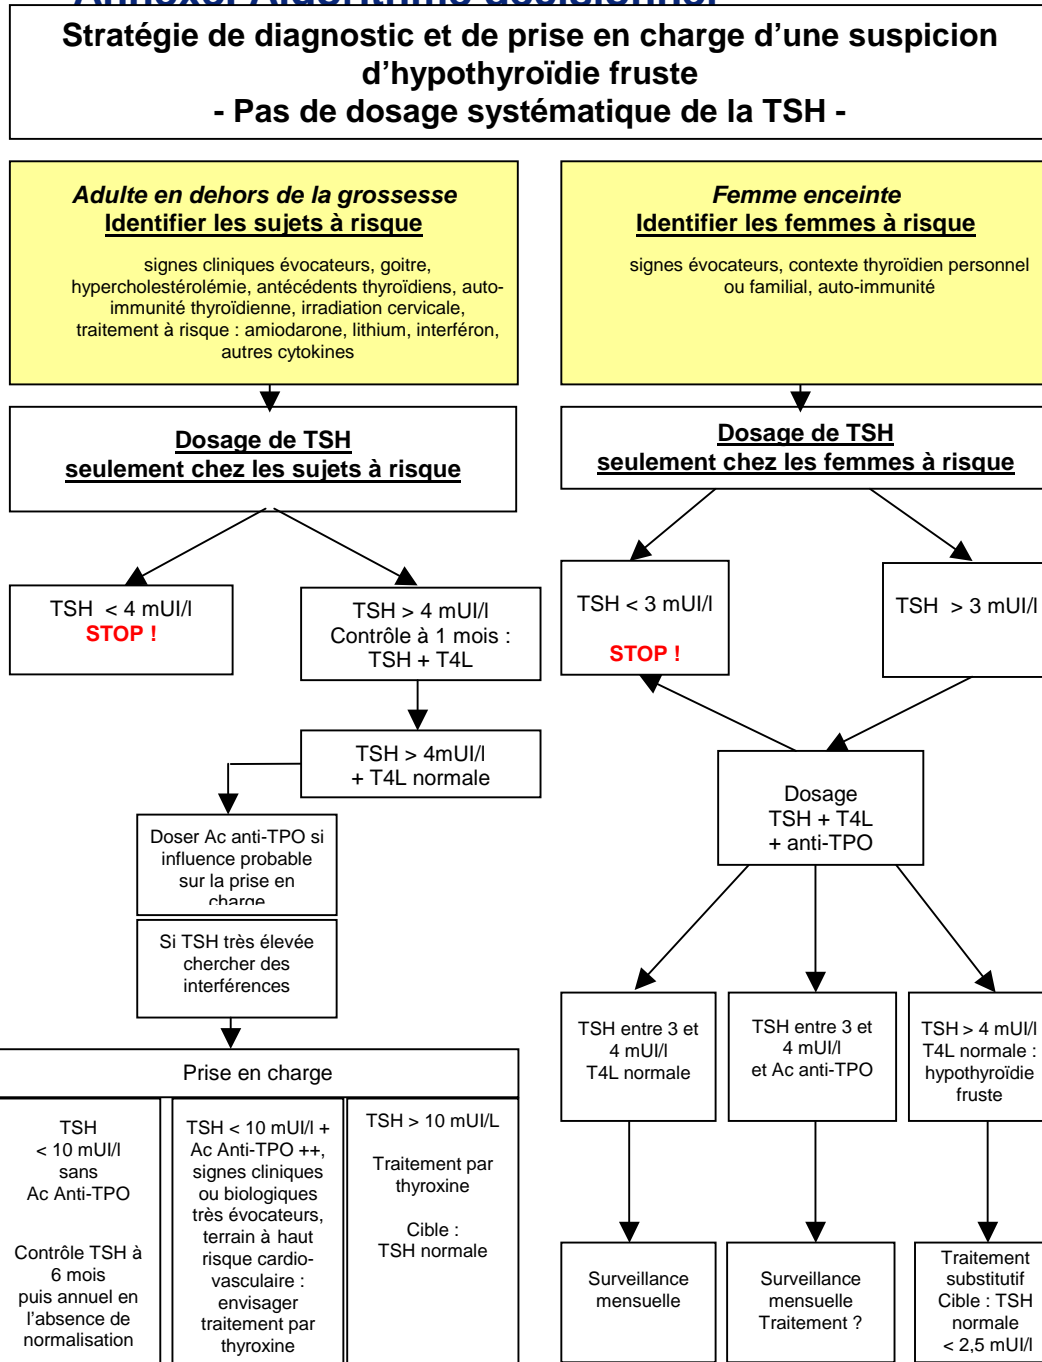 Annexe. Algorithme décisionnel
Stratégie de diagnostic et de prise en charge d'une suspicion
d'hypothyroïdie fruste
- Pas de dosage systématique de la TSH -
Adulte en dehors de la grossesse
Identifier les sujets à risque
signes cliniques évocateurs, goitre,
hypercholestérolémie, antécédents thyroïdiens, auto-
immunité thyroïdienne, irradiation cervicale,
traitement à risque : amiodarone, lithium, interféron,
autres cytokines
Femme enceinte
Identifier les femmes à risque
signes évocateurs, contexte thyroïdien personnel
ou familial, auto-immunité
Dosage de TSH
seulement chez les sujets à risque
Dosage de TSH
seulement chez les femmes à risque
TSH < 4 mUI/l
STOP !
TSH > 4 mUI/l
Contrôle à 1 mois :
TSH + T4L
TSH < 3 mUI/l
STOP !
TSH > 3 mUI/l
TSH > 4mUI/l
+ T4L normale
Doser Ac anti-TPO si
influence probable
sur la prise en
charge
Si TSH très élevée
chercher des
interférences
Dosage
TSH + T4L
+ anti-TPO
TSH entre 3 et
4 mUI/l
T4L normale
TSH entre 3 et
4 mUI/l
et Ac anti-TPO
TSH > 4 mUI/l
T4L normale :
hypothyroïdie
fruste
Prise en charge
TSH
< 10 mUI/l
sans
Ac Anti-TPO
Contrôle TSH à
6 mois
puis annuel en
l'absence de
normalisation
TSH < 10 mUI/l +
Ac Anti-TPO ++,
signes cliniques
ou biologiques
très évocateurs,
terrain à haut
risque cardio-
vasculaire :
envisager
traitement par
thyroxine
TSH > 10 mUI/L
Traitement par
thyroxine
Cible :
TSH normale
Surveillance
mensuelle
Surveillance
mensuelle
Traitement ?
Traitement
substitutif
Cible : TSH
normale
< 2,5 mUI/l